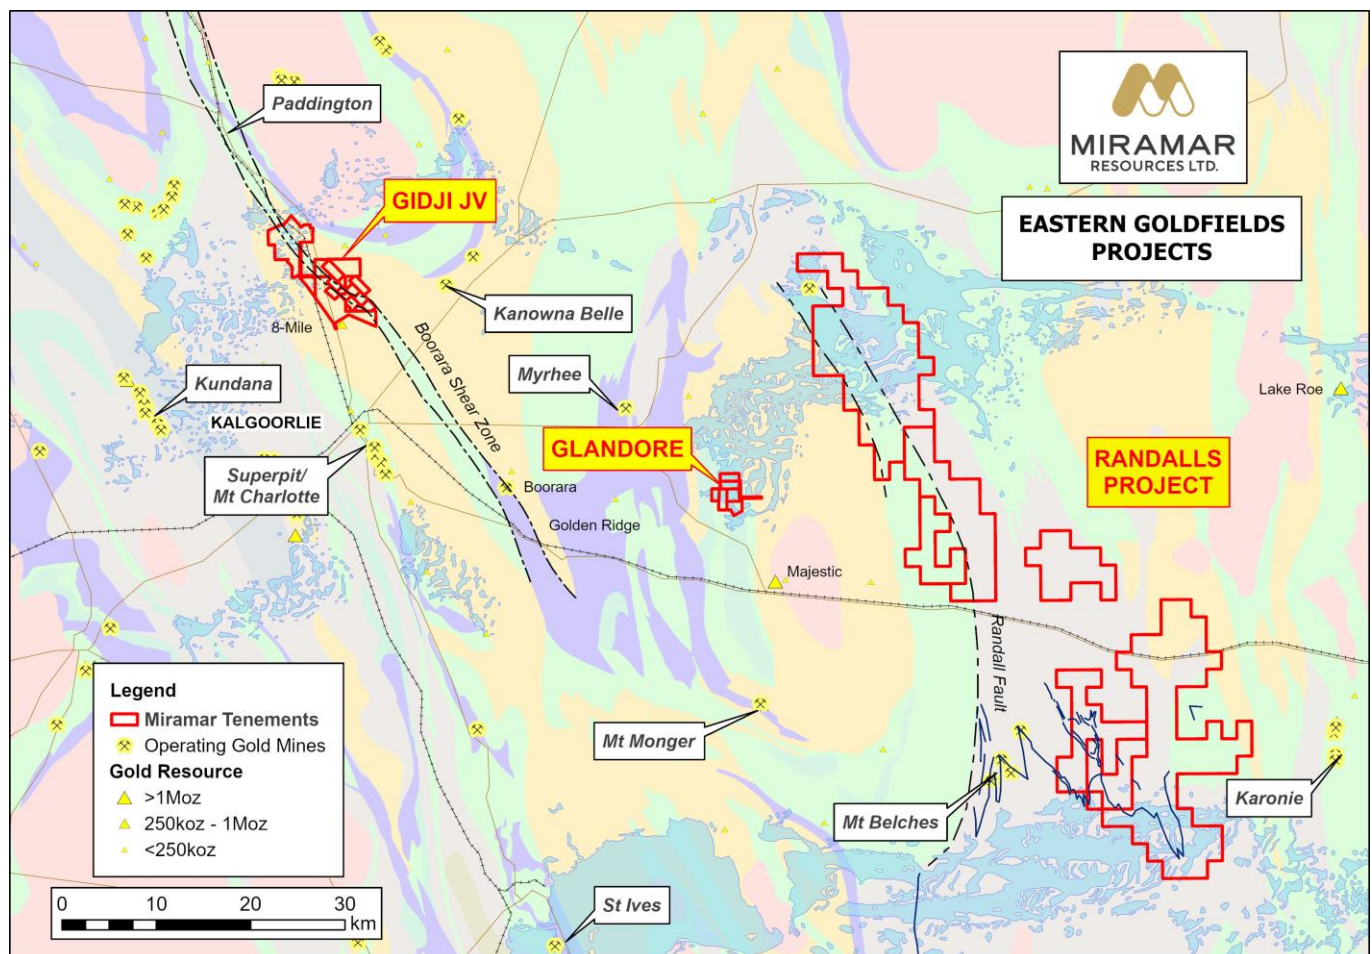 Paddington
MIRAMAR
RESOURCES LTD.
GIDJI JV
EASTERN GOLDFIELDS
PROJECTS
8-Mile
Kanowna Belle
Boorara Shear Zone
Myrhee
Kundana
Lake Roe
KALGOORLIE
GLANDORE
RANDALLS
PROJECT
Superpit/
Mt Charlotte
Boorara
Golden Ridge
Majestic
Randall Fault
Legend
Miramar Tenements
Operating Gold Mines
Gold Resource
>1Moz
250koz - 1Moz
<250koz
Mt Monger
Mt Belches
Karonie
St Ives
0 10 20 30
km